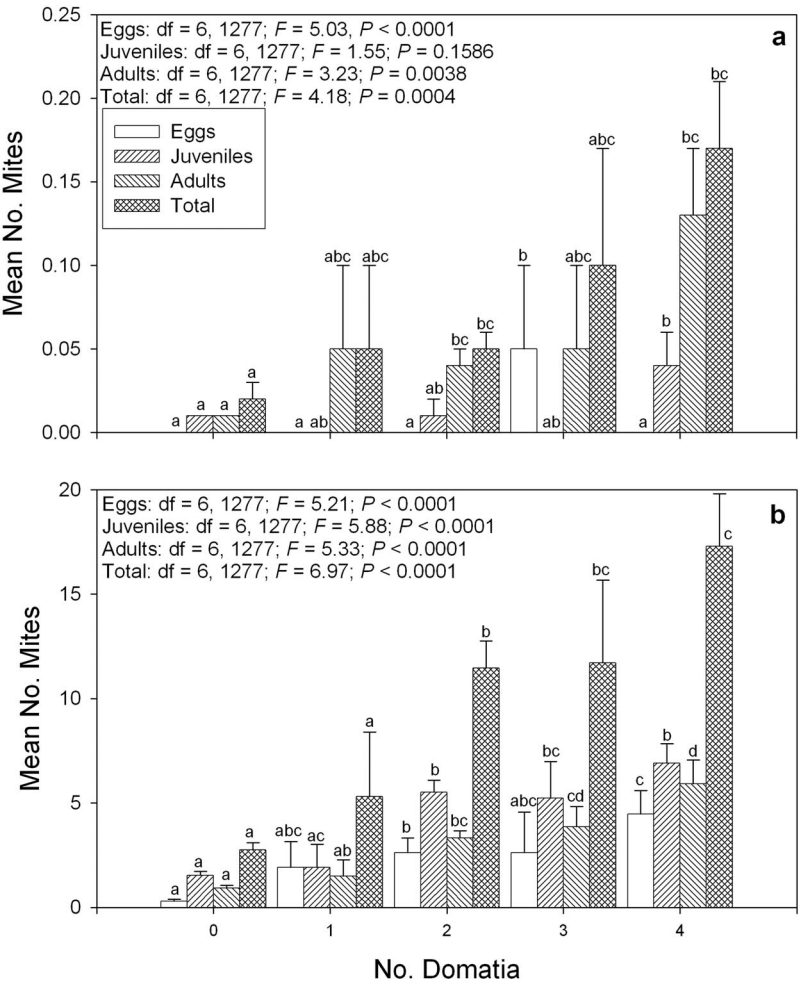 Eggs: df = 6, 1277; F = 5.03, P < 0.0001
Juveniles: df = 6, 1277; F = 1.55; P = 0.1586
Adults: df = 6, 1277; F = 3.23; P = 0.0038
Total: df = 6, 1277; F = 4.18; P = 0.0004
a
Eggs
Juveniles
Adults
Total
Mean No. Mites
0.25
0.20
0.15
0.10
0.05
0.00
a a a a
a ab abc abc
a ab bc bc
b ab abc abc
a b bc bc
Eggs: df = 6, 1277; F = 5.21; P < 0.0001
Juveniles: df = 6, 1277; F = 5.88; P < 0.0001
Adults: df = 6, 1277; F = 5.33; P < 0.0001
Total: df = 6, 1277; F = 6.97; P < 0.0001
b
Mean No. Mites
20
15
10
5
0
a a a a
abc ac ab a
b b bc b
abc bc cd bc
c b d c
0 1 2 3 4
No. Domatia